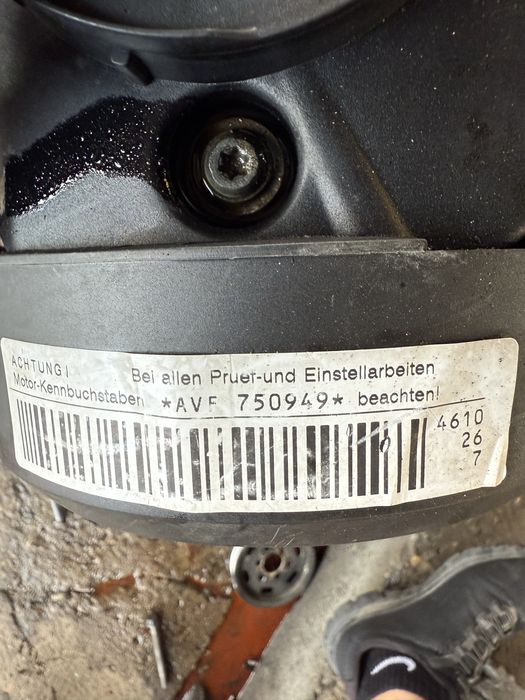 ACHTUNG! Bei allen Pruef-und Einstellarbeiten
Motor-Kennbuchstaben *AVF 750949* beachten!
4610
26
7